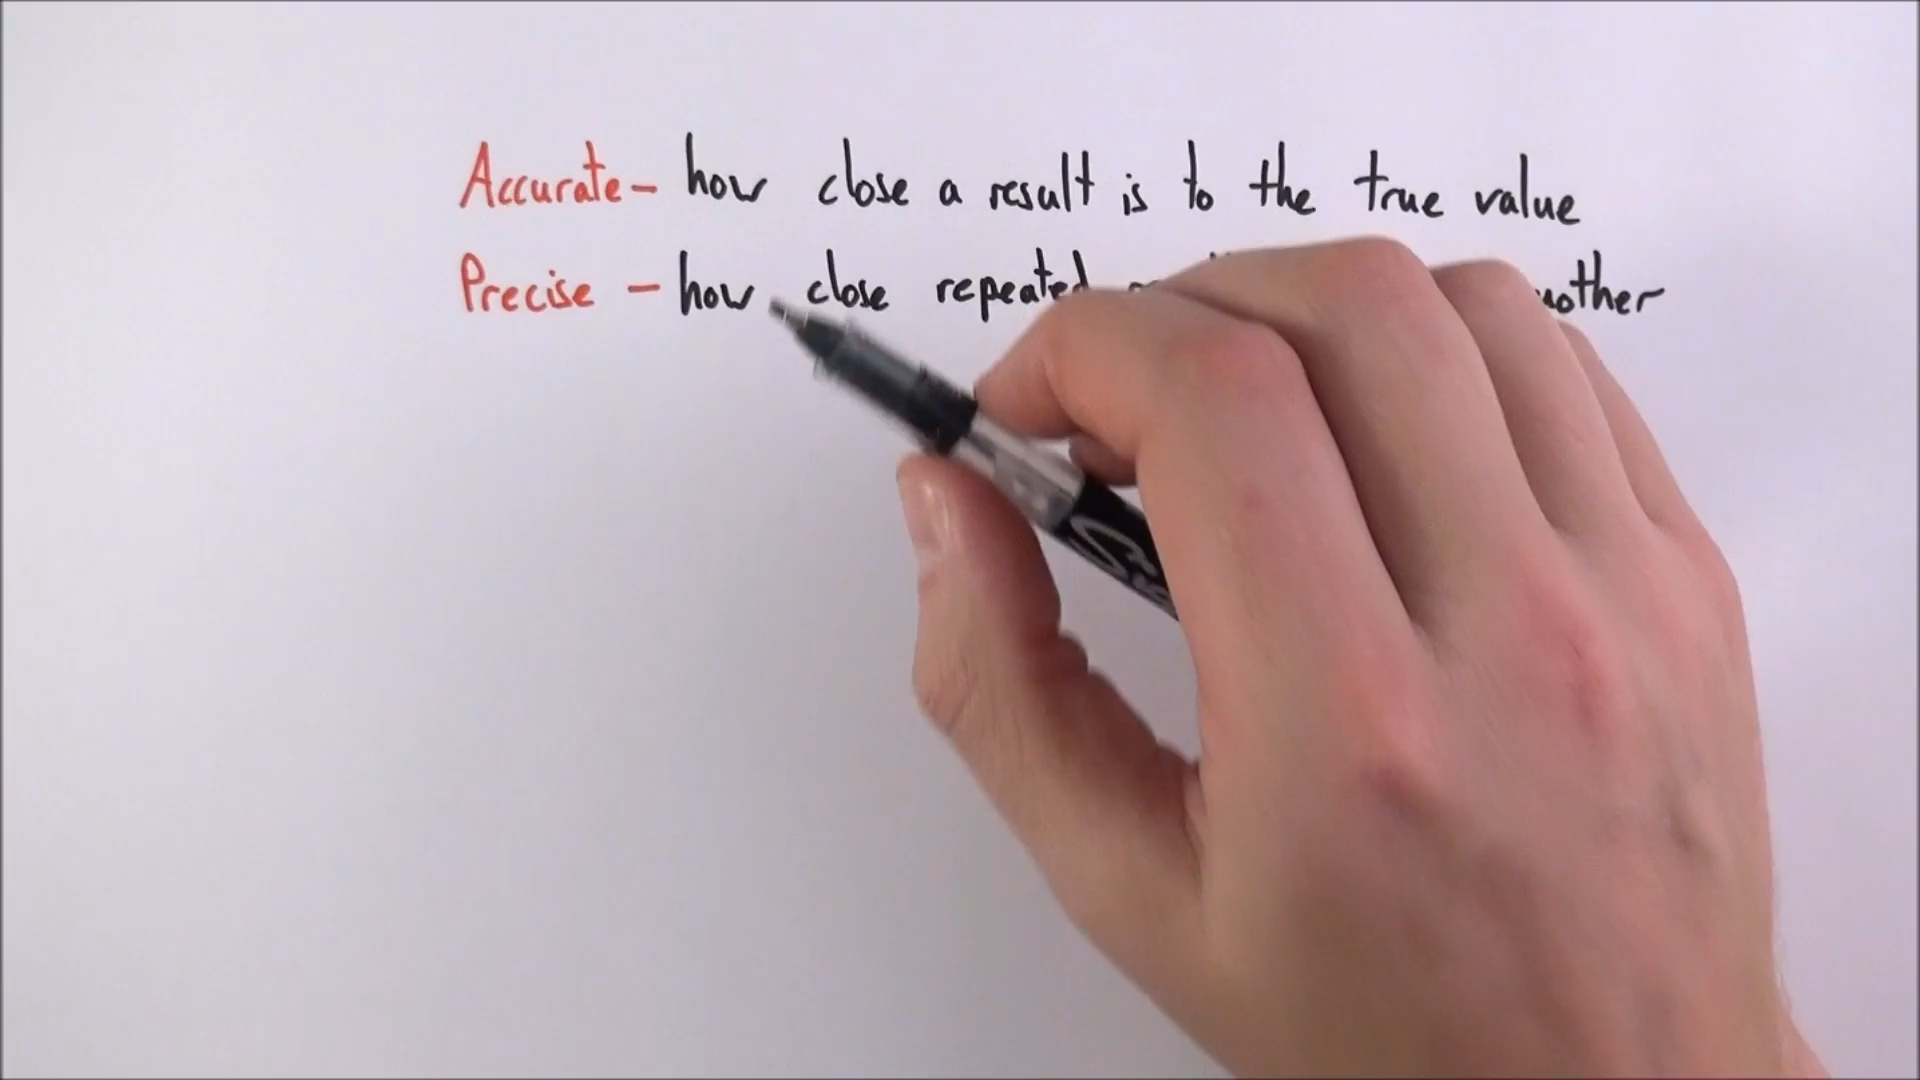 Accurate - how close a result is to the true value
Precise - how close repeated